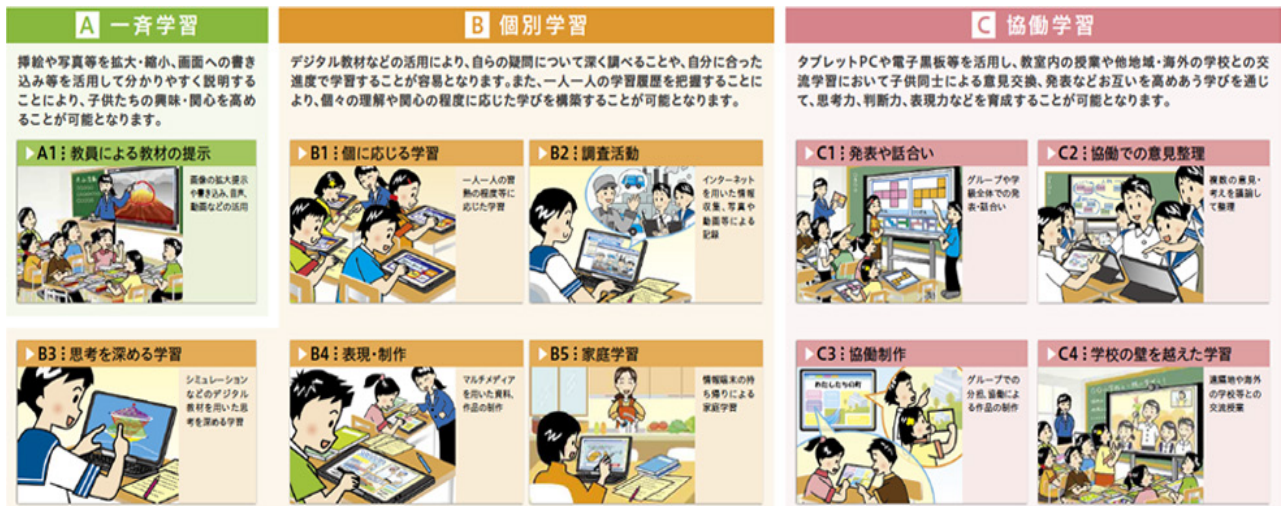 A 一斉学習
挿絵や写真等を拡大・縮小、画面への書き
込み等を活用して分かりやすく説明する
ことにより、子供たちの興味・関心を高め
ることが可能となります。
A1：教員による教材の提示
画像の拡大提示
や書き込み、音声、
動画などの活用
B 個別学習
デジタル教材などの活用により、自らの疑問について深く調べることや、自分に合った
進度で学習することが容易となります。また、一人一人の学習履歴を把握することに
より、個々の理解や関心の程度に応じた学びを構築することが可能となります。
B1：個に応じる学習
一人一人の習
熟の程度等に
応じた学習
B2：調査活動
インターネット
を用いた情報
収集、写真や
動画等による
記録
B3：思考を深める学習
シミュレーション
などのデジタル
教材を用いた思
考を深める学習
B4：表現・制作
マルチメディア
を用いた資料、
作品の制作
B5：家庭学習
情報端末の持
ち帰りによる
家庭学習
C 協働学習
タブレットPCや電子黒板等を活用し、教室内の授業や他地域・海外の学校との交
流学習において子供同士による意見交換、発表などお互いを高めあう学びを通じ
て、思考力、判断力、表現力などを育成することが可能となります。
C1：発表や話合い
グループや学
級全体での発
表・話合い
C2：協働での意見整理
複数の意見・
考えを議論し
て整理
C3：協働制作
わたしたちの町
グループでの
分担、協働によ
る作品の制作
C4：学校の壁を越えた学習
遠隔地や海外
の学校等との
交流授業